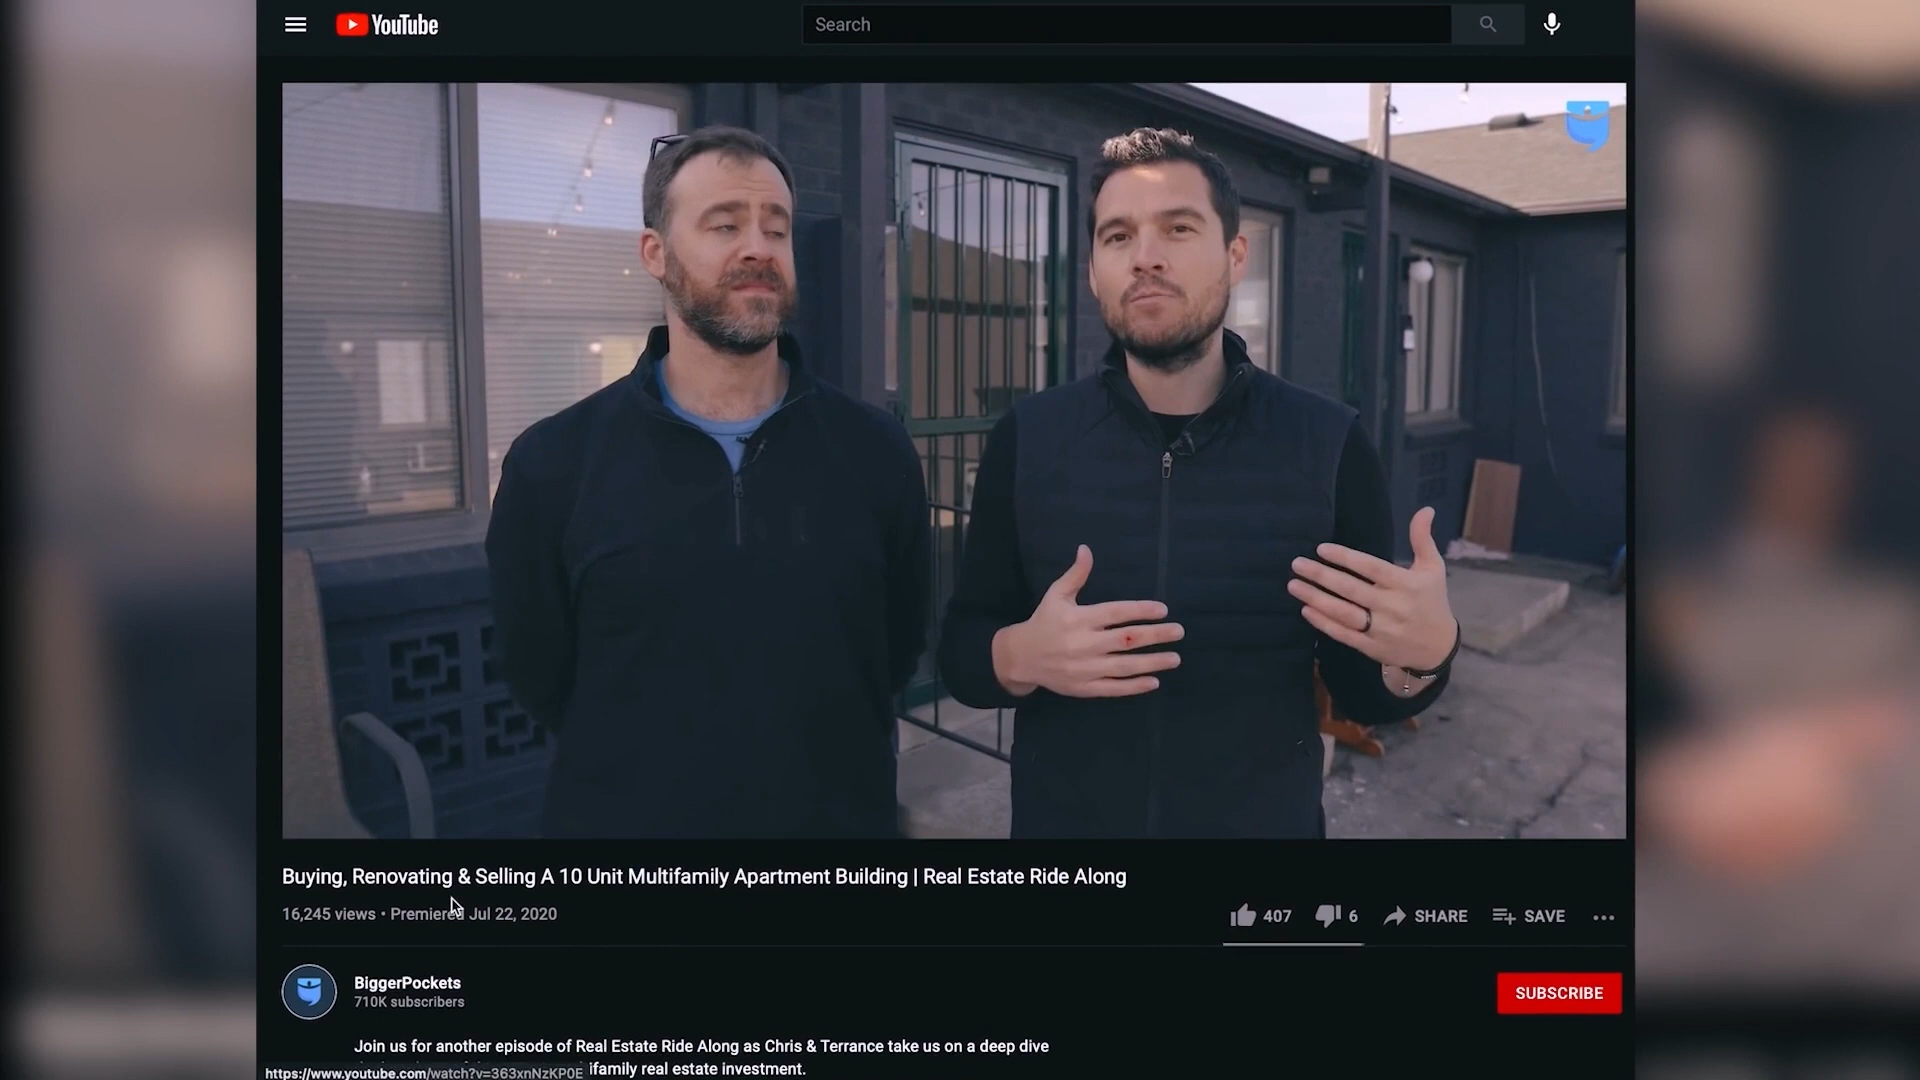 YouTube
Search
Buying, Renovating & Selling A 10 Unit Multifamily Apartment Building | Real Estate Ride Along
16,245 views • Premiered Jul 22, 2020
407
6
SHARE
SAVE
BiggerPockets
710K subscribers
SUBSCRIBE
Join us for another episode of Real Estate Ride Along as Chris & Terrance take us on a deep dive
ifamily real estate investment.
https://www.youtube.com/watch?v=363xnNzKP0E